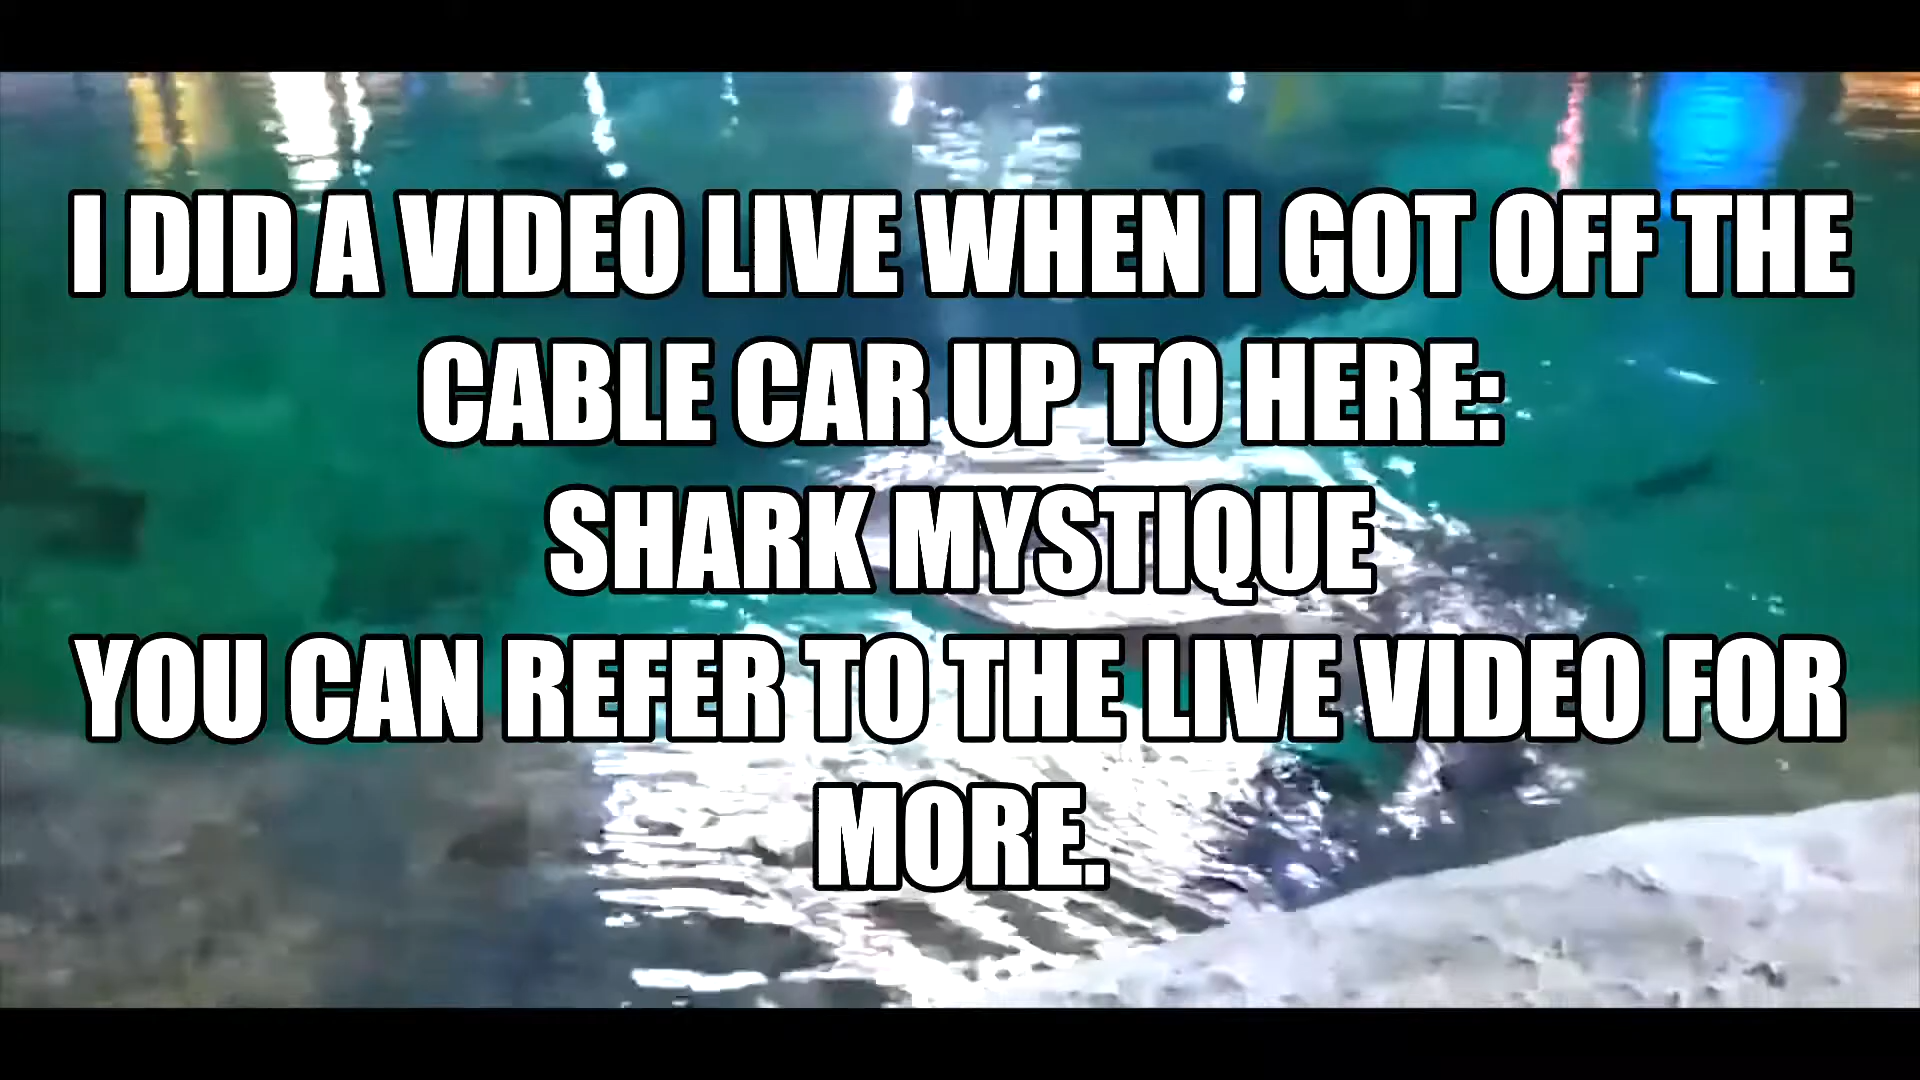 I DID A VIDEO LIVE WHEN I GOT OFF THE
CABLE CAR UP TO HERE:
SHARK MYSTIQUE
YOU CAN REFER TO THE LIVE VIDEO FOR
MORE.